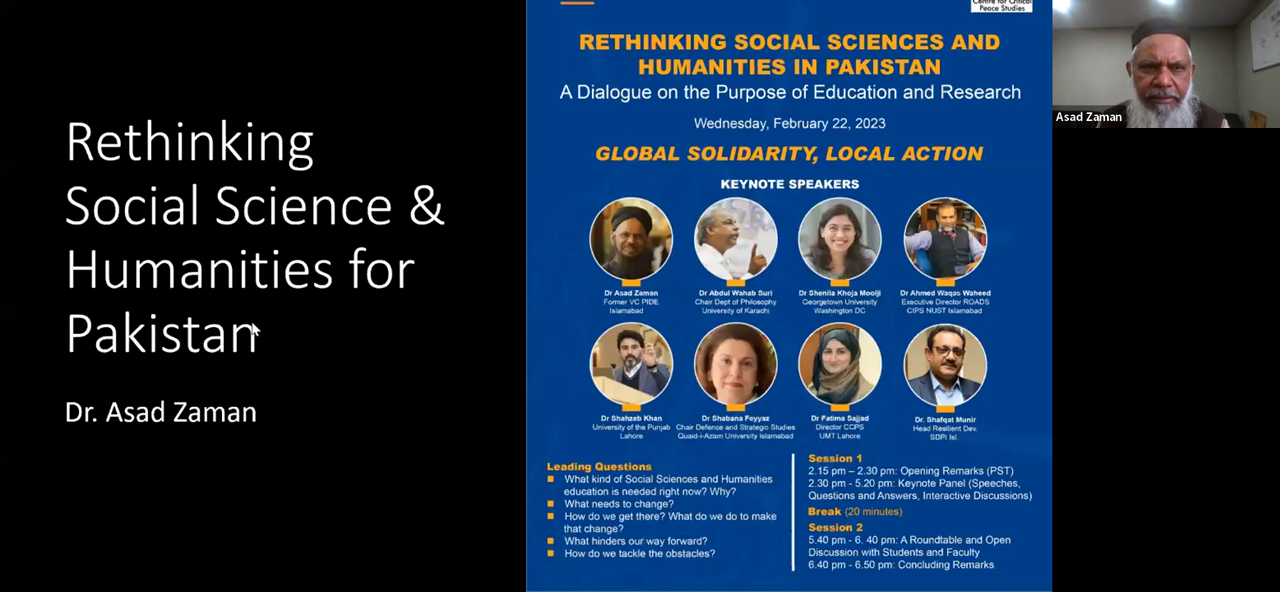 Rethinking
Social Science &
Humanities for
Pakistan
Dr. Asad Zaman
Centre for Critical
Peace Studies
RETHINKING SOCIAL SCIENCES AND
HUMANITIES IN PAKISTAN
A Dialogue on the Purpose of Education and Research
Wednesday, February 22, 2023
GLOBAL SOLIDARITY, LOCAL ACTION
KEYNOTE SPEAKERS
Dr Asad Zaman
Former VC PIDE
Islamabad
Dr Abdul Wahab Suri
Chair Dept of Philosophy
University of Karachi
Dr Shenila Khoja Moolji
Georgetown University
Washington DC
Dr Ahmed Waqas Waheed
Executive Director ROADS
CIPS NUST Islamabad
Dr Shahzeb Khan
University of the Punjab
Lahore
Dr Shabana Feyyaz
Chair Defence and Strategic Studies
Quaid-i-Azam University Islamabad
Dr Fatima Sajjad
Director CCPS
UMT Lahore
Dr. Shafqat Munir
Head Resilient Dev.
SDPI Isl.
Leading Questions
What kind of Social Sciences and Humanities
education is needed right now? Why?
What needs to change?
How do we get there? What do we do to make
that change?
What hinders our way forward?
How do we tackle the obstacles?
Session 1
2.15 pm – 2.30 pm: Opening Remarks (PST)
2.30 pm - 5.20 pm: Keynote Panel (Speeches,
Questions and Answers, Interactive Discussions)
Break (20 minutes)
Session 2
5.40 pm - 6. 40 pm: A Roundtable and Open
Discussion with Students and Faculty
6.40 pm - 6.50 pm: Concluding Remarks
Asad Zaman